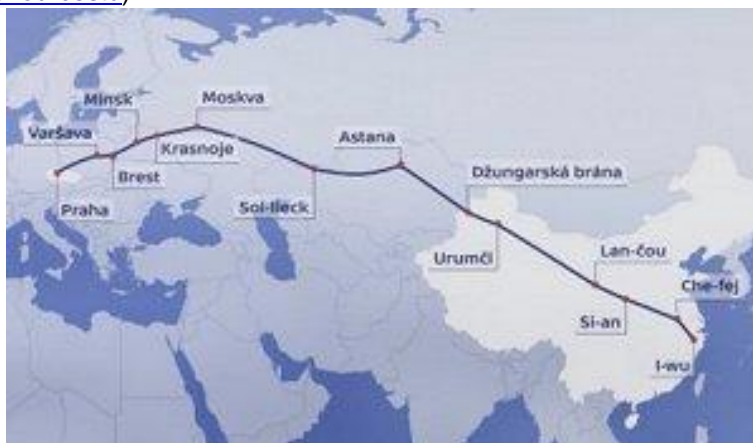 Minsk
Moskva
Varšava
Krasnoje
Astana
Brest
Džungarská brána
Praha
Sol-Ileck
Urumči
Lan-čou
Che-fej
Si-an
I-wu